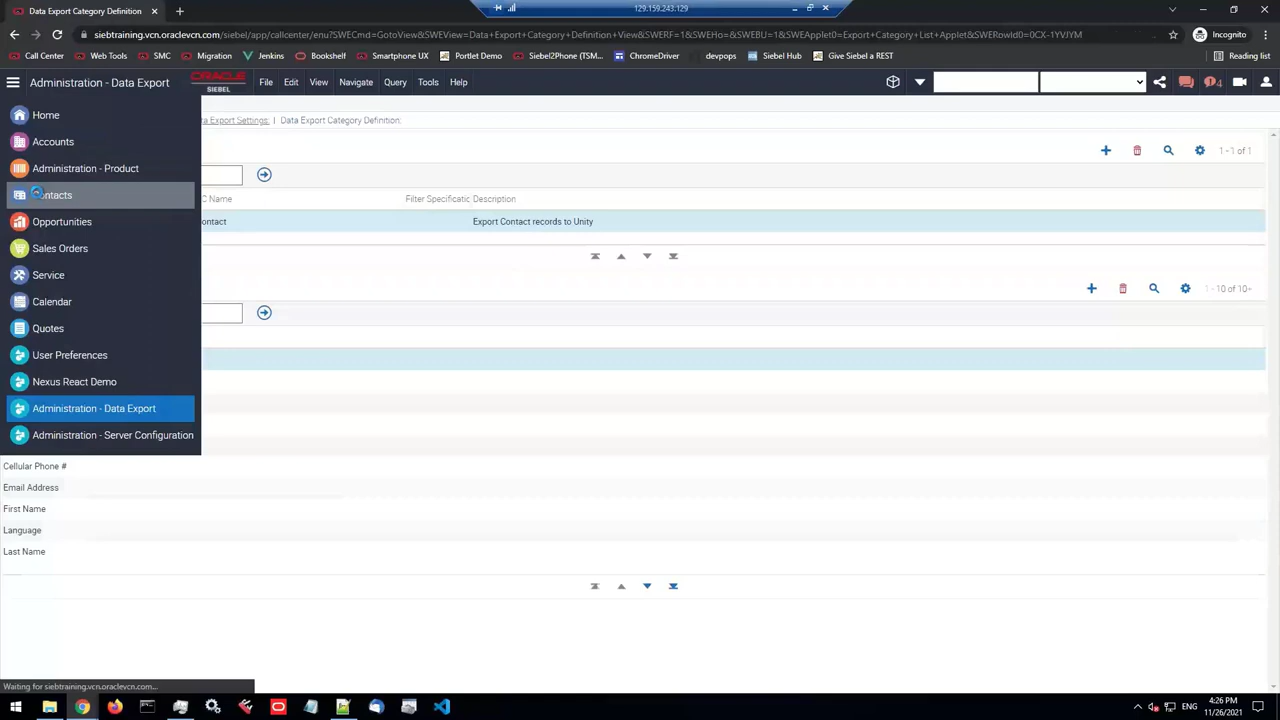 Data Export Category Definition
129.159.243.129
Incognito
siebtraining.vcn.oraclevcn.com/siebel/app/callcenter/enu?SWECmd=GotoView&SWEView=Data+Export+Category+Definition+View&SWERF=1&SWEHo=&SWEBU=1&SWEApplet0=Export+Category+List+Applet&SWERowId0=0CX-1YVJYM
Call Center
Web Tools
SMC
Migration
Jenkins
Bookshelf
Smartphone UX
Portlet Demo
Siebel2Phone (TSM...
ChromeDriver
devpops
Siebel Hub
Give Siebel a REST
Reading list
Administration - Data Export
ORACLE
SIEBEL
File
Edit
View
Navigate
Query
Tools
Help
4
Home
ta Export Settings:
|
Data Export Category Definition:
Accounts
1 - 1 of 1
Administration - Product
Contacts
C Name
Filter Specificatic
Description
Opportunities
ontact
Export Contact records to Unity
Sales Orders
Service
1 - 10 of 10+
Calendar
Quotes
User Preferences
Nexus React Demo
Administration - Data Export
Administration - Server Configuration
Cellular Phone #
Email Address
First Name
Language
Last Name
Waiting for siebtraining.vcn.oraclevcn.com...
ENG
4:26 PM
11/26/2021